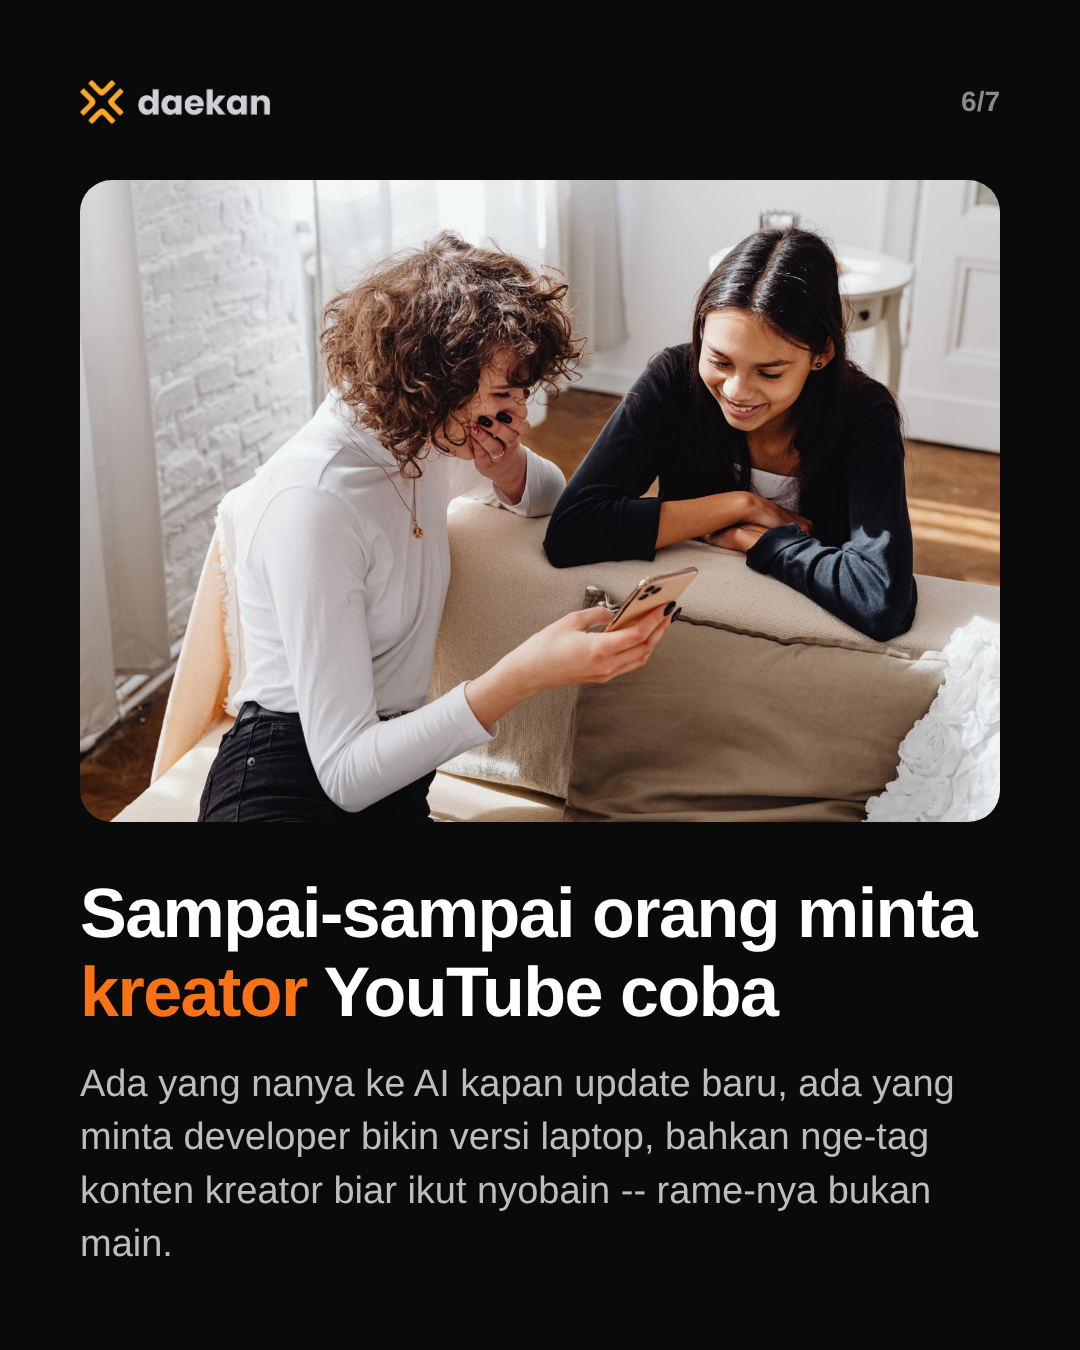 daekan
6/7
Sampai-sampai orang minta
kreator YouTube coba
Ada yang nanya ke AI kapan update baru, ada yang
minta developer bikin versi laptop, bahkan nge-tag
konten kreator biar ikut nyobain -- rame-nya bukan
main.